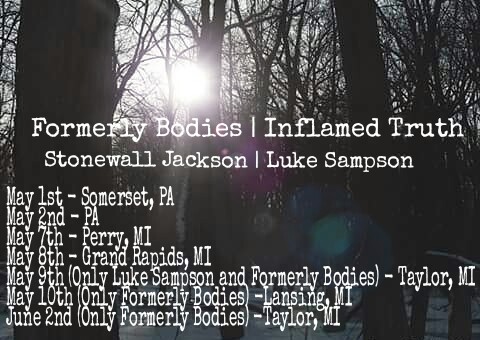 Formerly Bodies | Inflamed Truth
Stonewall Jackson | Luke Sampson
May 1st - Somerset, PA
May 2nd - PA
May 7th - Perry, MI
May 8th - Grand Rapids, MI
May 9th (Only Luke Sampson and Formerly Bodies) - Taylor, MI
May 10th (Only Formerly Bodies) -Lansing, MI
June 2nd (Only Formerly Bodies) -Taylor, MI